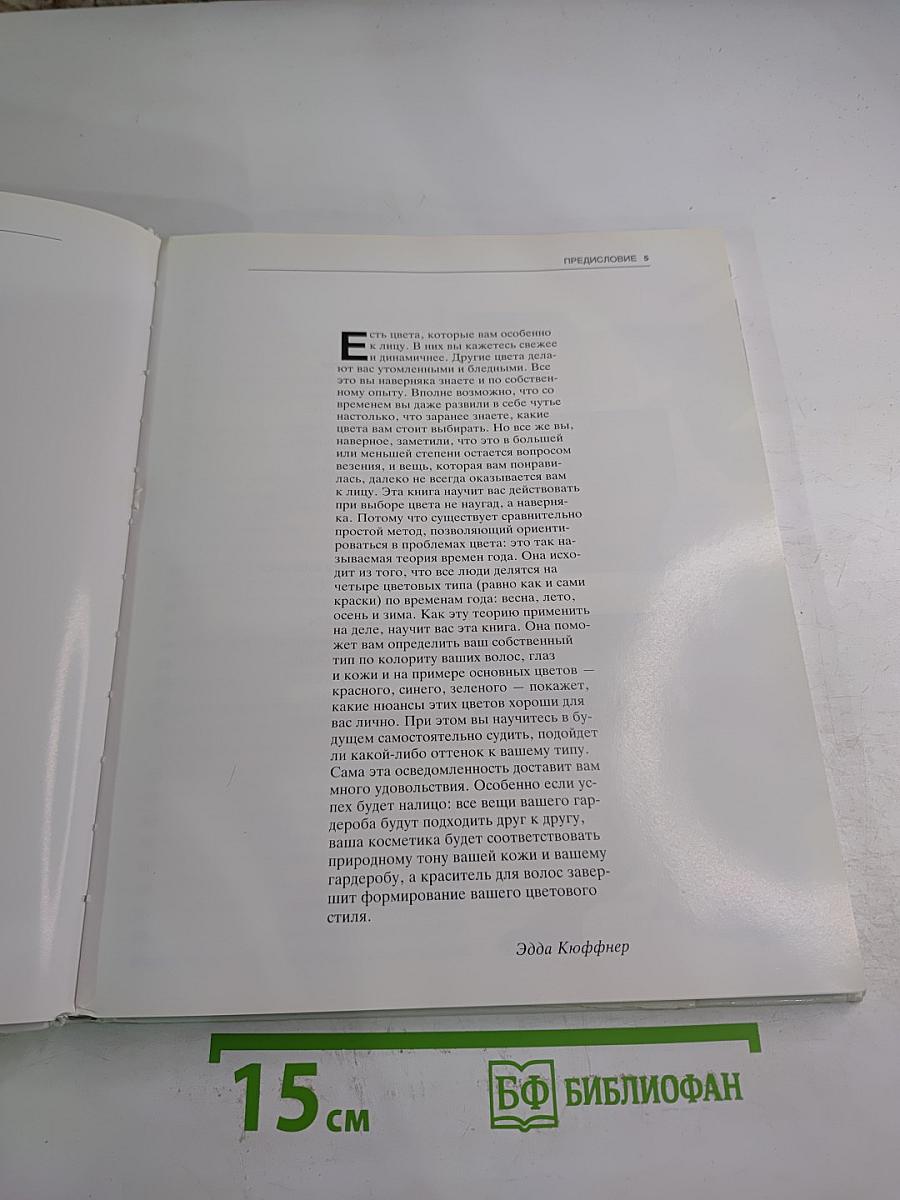 ПРЕДИСЛОВИЕ 5
Есть цвета, которые вам особенно
к лицу. В них вы кажетесь свежее
и динамичнее. Другие цвета дела-
ют вас утомленными и бледными. Все
это вы наверняка знаете и по собствен-
ному опыту. Вполне возможно, что со
временем вы даже развили в себе чутье
настолько, что заранее знаете, какие
цвета вам стоит выбирать. Но все же вы,
наверное, заметили, что это в большей
или меньшей степени остается вопросом
везения, и вещь, которая вам понрави-
лась, далеко не всегда оказывается вам
к лицу. Эта книга научит вас действовать
при выборе цвета не наугад, а наверня-
ка. Потому что существует сравнительно
простой метод, позволяющий ориенти-
роваться в проблемах цвета: это так на-
зываемая теория времен года. Она исхо-
дит из того, что все люди делятся на
четыре цветовых типа (равно как и сами
краски) по временам года: весна, лето,
осень и зима. Как эту теорию применить
на деле, научит вас эта книга. Она помо-
жет вам определить ваш собственный
тип по колориту ваших волос, глаз
и кожи и на примере основных цветов —
красного, синего, зеленого — покажет,
какие нюансы этих цветов хороши для
вас лично. При этом вы научитесь в бу-
дущем самостоятельно судить, подойдет
ли какой-либо оттенок к вашему типу.
Сама эта осведомленность доставит вам
много удовольствия. Особенно если ус-
пех будет налицо: все вещи вашего гар-
дероба будут подходить друг к другу,
ваша косметика будет соответствовать
природному тону вашей кожи и вашему
гардеробу, а краситель для волос завер-
шит формирование вашего цветового
стиля.
Эдда Кюффнер
15 см
БФ БИБЛИОФАН